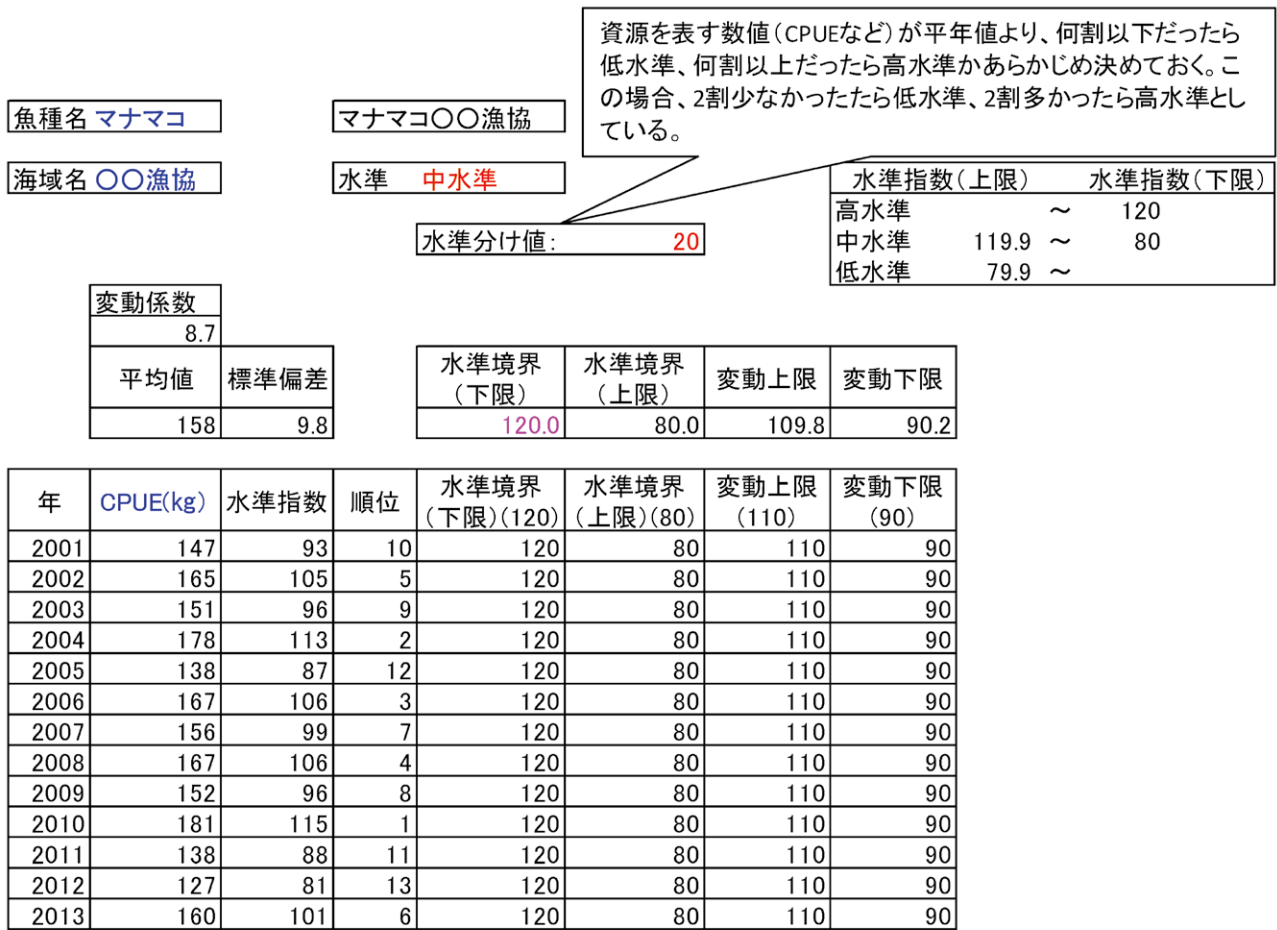 資源を表す数値（CPUEなど）が平年値より、何割以下だったら
低水準、何割以上だったら高水準かあらかじめ決めておく。こ
の場合、2割少なかったたら低水準、2割多かったら高水準とし
ている。
魚種名 マナマコ　マナマコ〇〇漁協
海域名 〇〇漁協　水準 中水準
水準分け値： 20
水準指数（上限） 水準指数（下限）
高水準 ～ 120
中水準 119.9 ～ 80
低水準 79.9 ～
変動係数
8.7
平均値 標準偏差 水準境界（下限） 水準境界（上限） 変動上限 変動下限
158 9.8 120.0 80.0 109.8 90.2
年 CPUE(kg) 水準指数 順位 水準境界（下限）(120) 水準境界（上限）(80) 変動上限（110） 変動下限（90）
2001 147 93 10 120 80 110 90
2002 165 105 5 120 80 110 90
2003 151 96 9 120 80 110 90
2004 178 113 2 120 80 110 90
2005 138 87 12 120 80 110 90
2006 167 106 3 120 80 110 90
2007 156 99 7 120 80 110 90
2008 167 106 4 120 80 110 90
2009 152 96 8 120 80 110 90
2010 181 115 1 120 80 110 90
2011 138 88 11 120 80 110 90
2012 127 81 13 120 80 110 90
2013 160 101 6 120 80 110 90